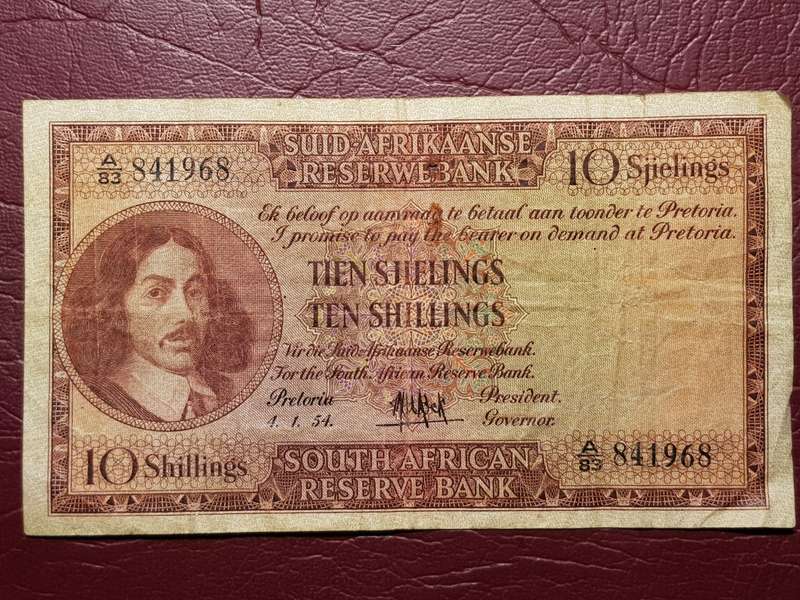 SUID-AFRIKAANSE
RESERWEBANK
A/83 841968
10 Sjielings
Ek beloof op aanvraag te betaal aan toonder te Pretoria.
I promise to pay the bearer on demand at Pretoria.
TIEN SJIELINGS
TEN SHILLINGS
Vir die Suid-Afrikaanse Reserwebank.
For the South African Reserve Bank.
Pretoria
President.
4. 1. 54.
Governor.
10 Shillings
SOUTH AFRICAN
RESERVE BANK
A/83 841968